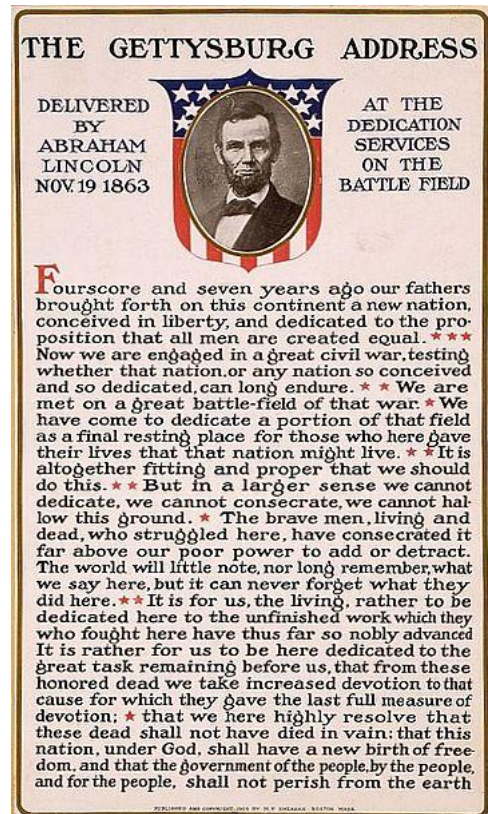 THE GETTYSBURG ADDRESS
DELIVERED
BY
ABRAHAM
LINCOLN
NOV. 19 1863
AT THE
DEDICATION
SERVICES
ON THE
BATTLE FIELD
Fourscore and seven years ago our fathers
brought forth on this continent a new nation,
conceived in liberty, and dedicated to the pro-
position that all men are created equal. ★★★
Now we are engaged in a great civil war, testing
whether that nation, or any nation so conceived
and so dedicated, can long endure. ★ ★ We are
met on a great battle-field of that war. ★ We
have come to dedicate a portion of that field
as a final resting place for those who here gave
their lives that that nation might live. ★ ★ It is
altogether fitting and proper that we should
do this. ★ ★ But in a larger sense we cannot
dedicate, we cannot consecrate, we cannot hal-
low this ground. ★ The brave men, living and
dead, who struggled here, have consecrated it
far above our poor power to add or detract.
The world will little note, nor long remember, what
we say here, but it can never forget what they
did here. ★★ It is for us, the living, rather to be
dedicated here to the unfinished work which they
who fought here have thus far so nobly advanced
It is rather for us to be here dedicated to the
great task remaining before us, that from these
honored dead we take increased devotion to that
cause for which they gave the last full measure of
devotion; ★ that we here highly resolve that
these dead shall not have died in vain: that this
nation, under God, shall have a new birth of free-
dom, and that the government of the people, by the people,
and for the people, shall not perish from the earth
PUBLISHED AND COPYRIGHT, BY M. F. SHEEHAN BOSTON MASS.